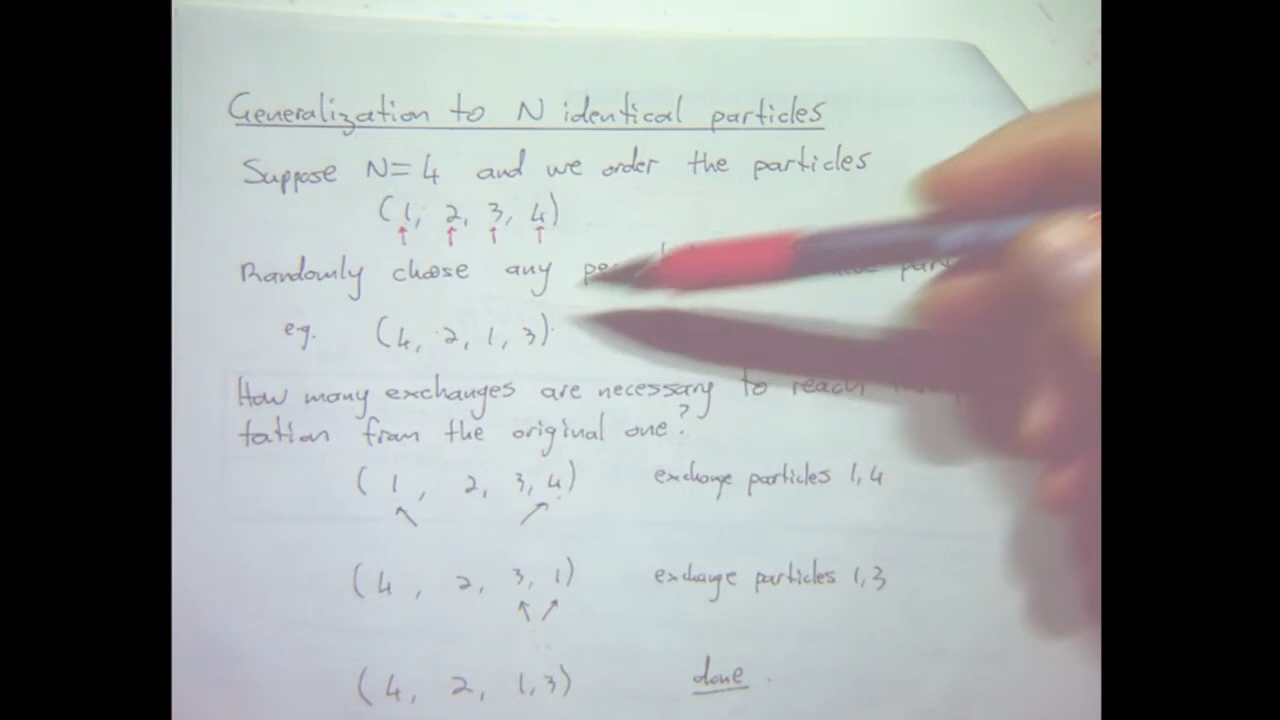 Generalization to N identical particles
Suppose N=4 and we order the particles
(1, 2, 3, 4)
Randomly choose any
e.g. (4, 2, 1, 3)
How many exchanges are necessary to reach
tation from the original one?
(1, 2, 3, 4) exchange particles 1,4
(4, 2, 3, 1) exchange particles 1,3
(4, 2, 1,3) done.